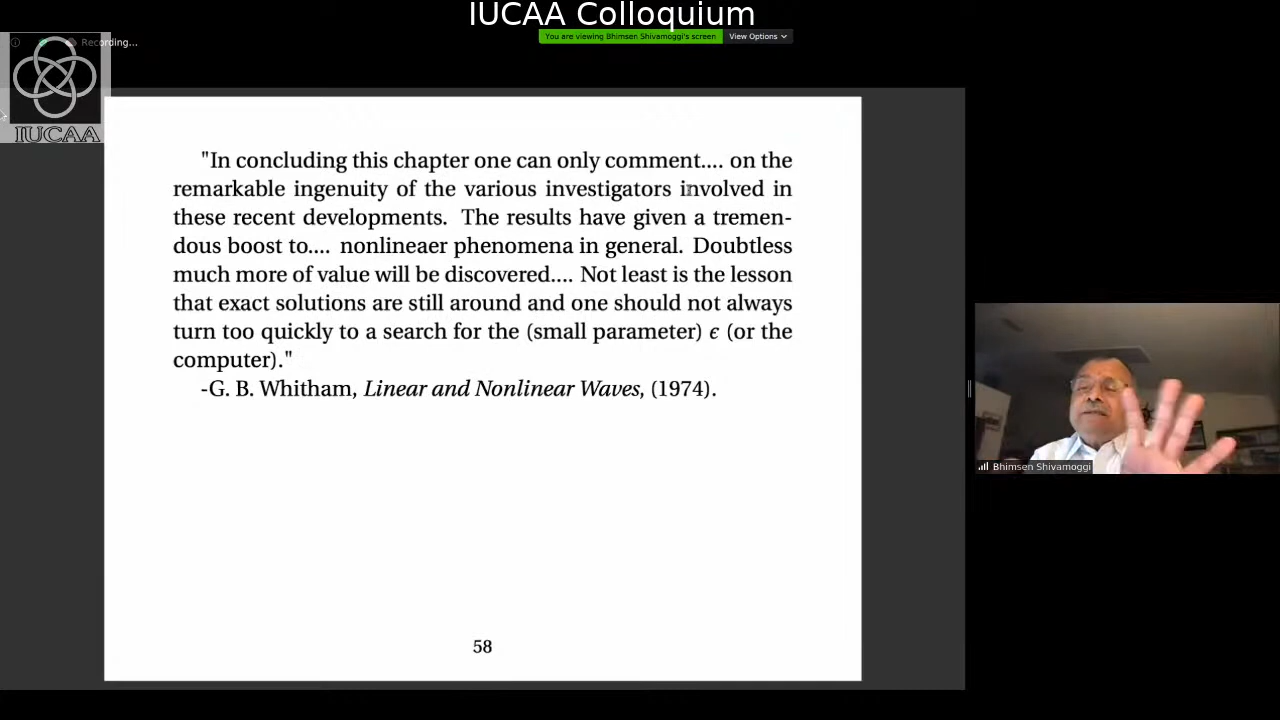 IUCAA Colloquium
You are viewing Bhimsen Shivamoggi's screen
View Options
Recording...
IUCAA
"In concluding this chapter one can only comment.... on the
remarkable ingenuity of the various investigators involved in
these recent developments. The results have given a tremen-
dous boost to.... nonlineaer phenomena in general. Doubtless
much more of value will be discovered.... Not least is the lesson
that exact solutions are still around and one should not always
turn too quickly to a search for the (small parameter) ϵ (or the
computer)."
-G. B. Whitham, Linear and Nonlinear Waves, (1974).
Bhimsen Shivamoggi
58